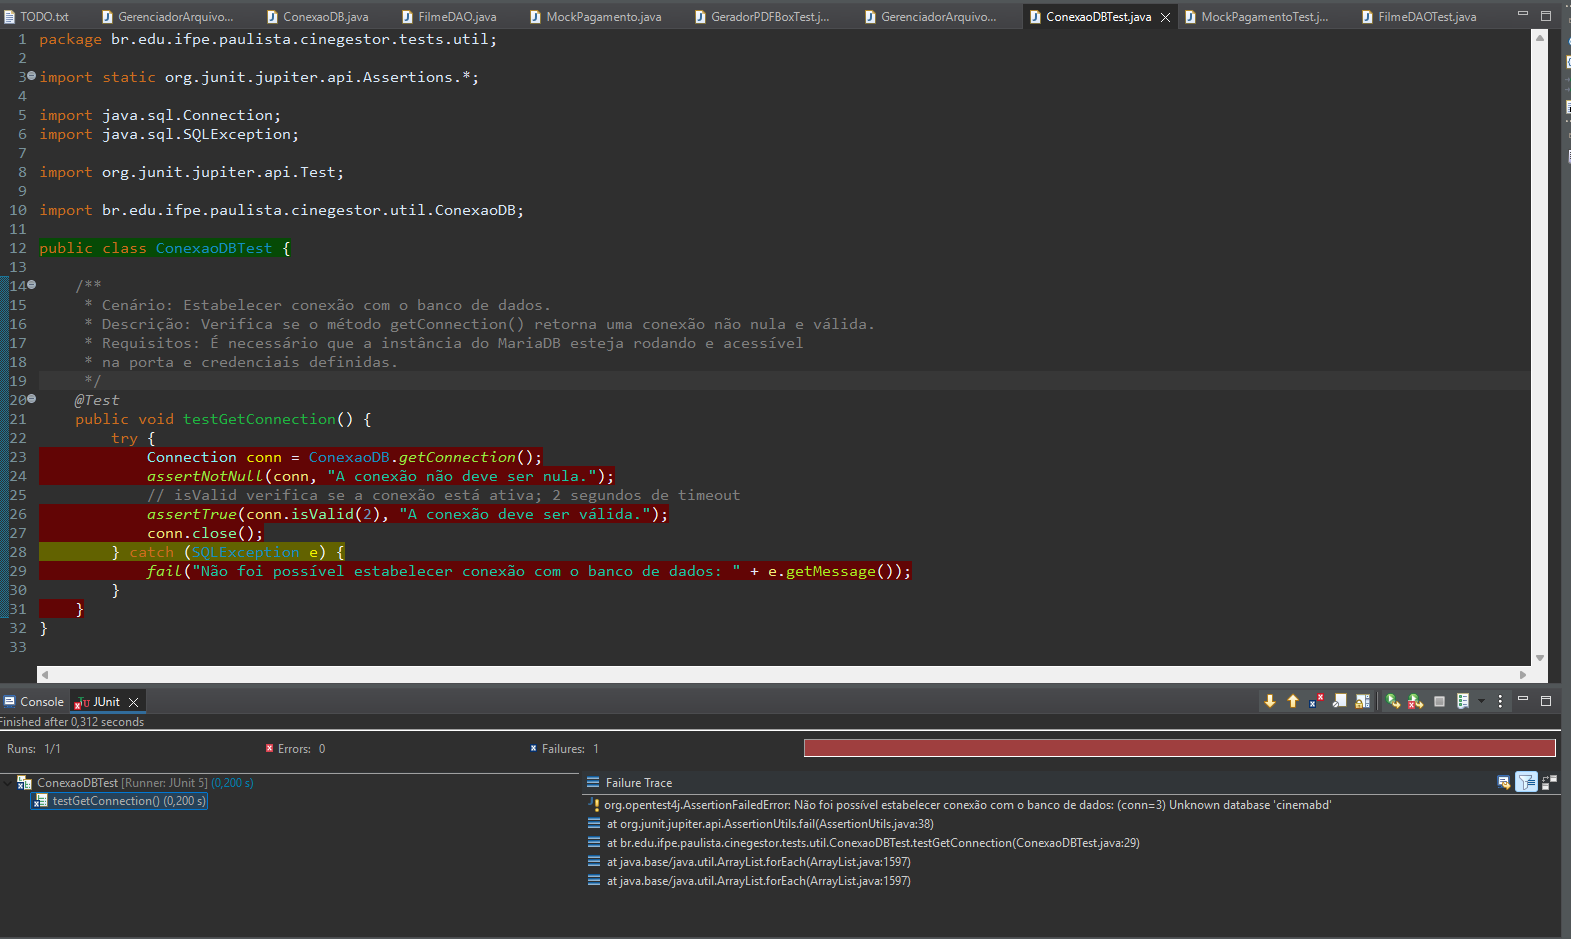 TODO.txt GerenciadorArquivo... ConexaoDB.java FilmeDAO.java MockPagamento.java GeradorPDFBoxTest.j... GerenciadorArquivo... ConexaoDBTest.java MockPagamentoTest.j... FilmeDAOTest.java
1 package br.edu.ifpe.paulista.cinegestor.tests.util;
2
3 import static org.junit.jupiter.api.Assertions.*;
4
5 import java.sql.Connection;
6 import java.sql.SQLException;
7
8 import org.junit.jupiter.api.Test;
9
10 import br.edu.ifpe.paulista.cinegestor.util.ConexaoDB;
11
12 public class ConexaoDBTest {
13
14 /**
15 * Cenário: Estabelecer conexão com o banco de dados.
16 * Descrição: Verifica se o método getConnection() retorna uma conexão não nula e válida.
17 * Requisitos: É necessário que a instância do MariaDB esteja rodando e acessível
18 * na porta e credenciais definidas.
19 */
20 @Test
21 public void testGetConnection() {
22 try {
23 Connection conn = ConexaoDB.getConnection();
24 assertNotNull(conn, "A conexão não deve ser nula.");
25 // isValid verifica se a conexão está ativa; 2 segundos de timeout
26 assertTrue(conn.isValid(2), "A conexão deve ser válida.");
27 conn.close();
28 } catch (SQLException e) {
29 fail("Não foi possível estabelecer conexão com o banco de dados: " + e.getMessage());
30 }
31 }
32 }
33
Console JUnit
Finished after 0,312 seconds
Runs: 1/1 Errors: 0 Failures: 1
ConexaoDBTest [Runner: JUnit 5] (0,200 s)
testGetConnection() (0,200 s)
Failure Trace
org.opentest4j.AssertionFailedError: Não foi possível estabelecer conexão com o banco de dados: (conn=3) Unknown database 'cinemabd'
at org.junit.jupiter.api.AssertionUtils.fail(AssertionUtils.java:38)
at br.edu.ifpe.paulista.cinegestor.tests.util.ConexaoDBTest.testGetConnection(ConexaoDBTest.java:29)
at java.base/java.util.ArrayList.forEach(ArrayList.java:1597)
at java.base/java.util.ArrayList.forEach(ArrayList.java:1597)